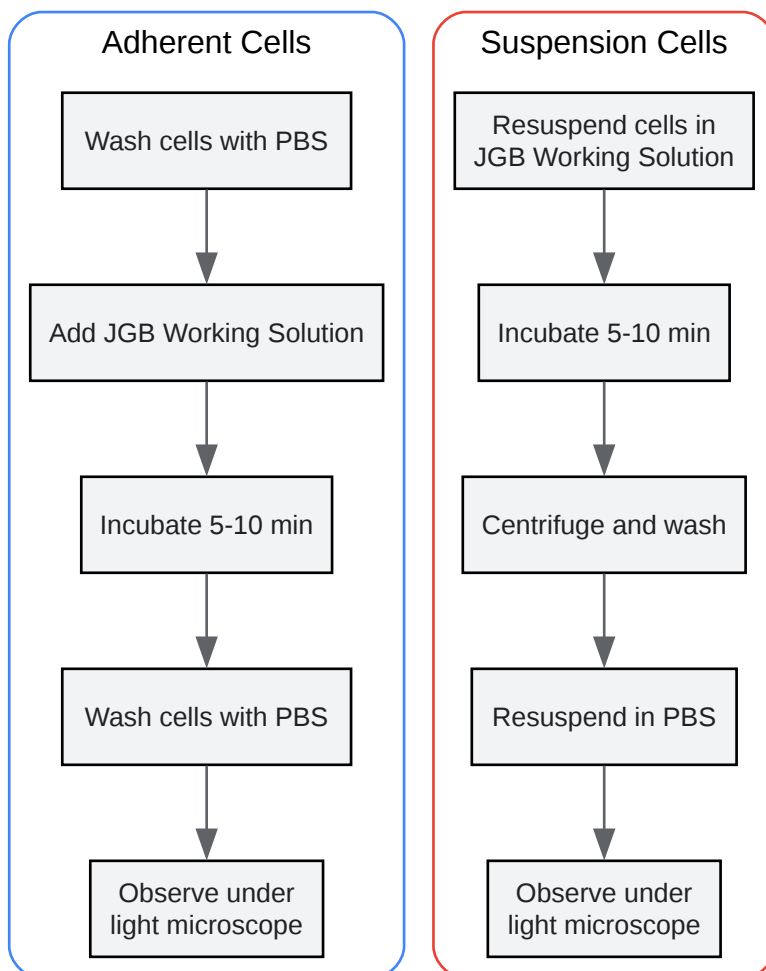 Adherent Cells
Wash cells with PBS
Add JGB Working Solution
Incubate 5-10 min
Wash cells with PBS
Observe under
light microscope
Suspension Cells
Resuspend cells in
JGB Working Solution
Incubate 5-10 min
Centrifuge and wash
Resuspend in PBS
Observe under
light microscope